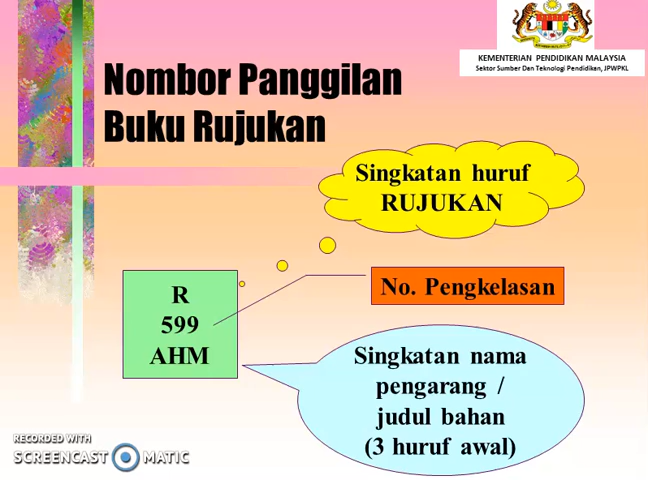 KEMENTERIAN PENDIDIKAN MALAYSIA
Sektor Sumber Dan Teknologi Pendidikan, JPWPKL
Nombor Panggilan
Buku Rujukan
Singkatan huruf
RUJUKAN
R
599
AHM
No. Pengkelasan
Singkatan nama
pengarang /
judul bahan
(3 huruf awal)
RECORDED WITH
SCREENCAST MATIC